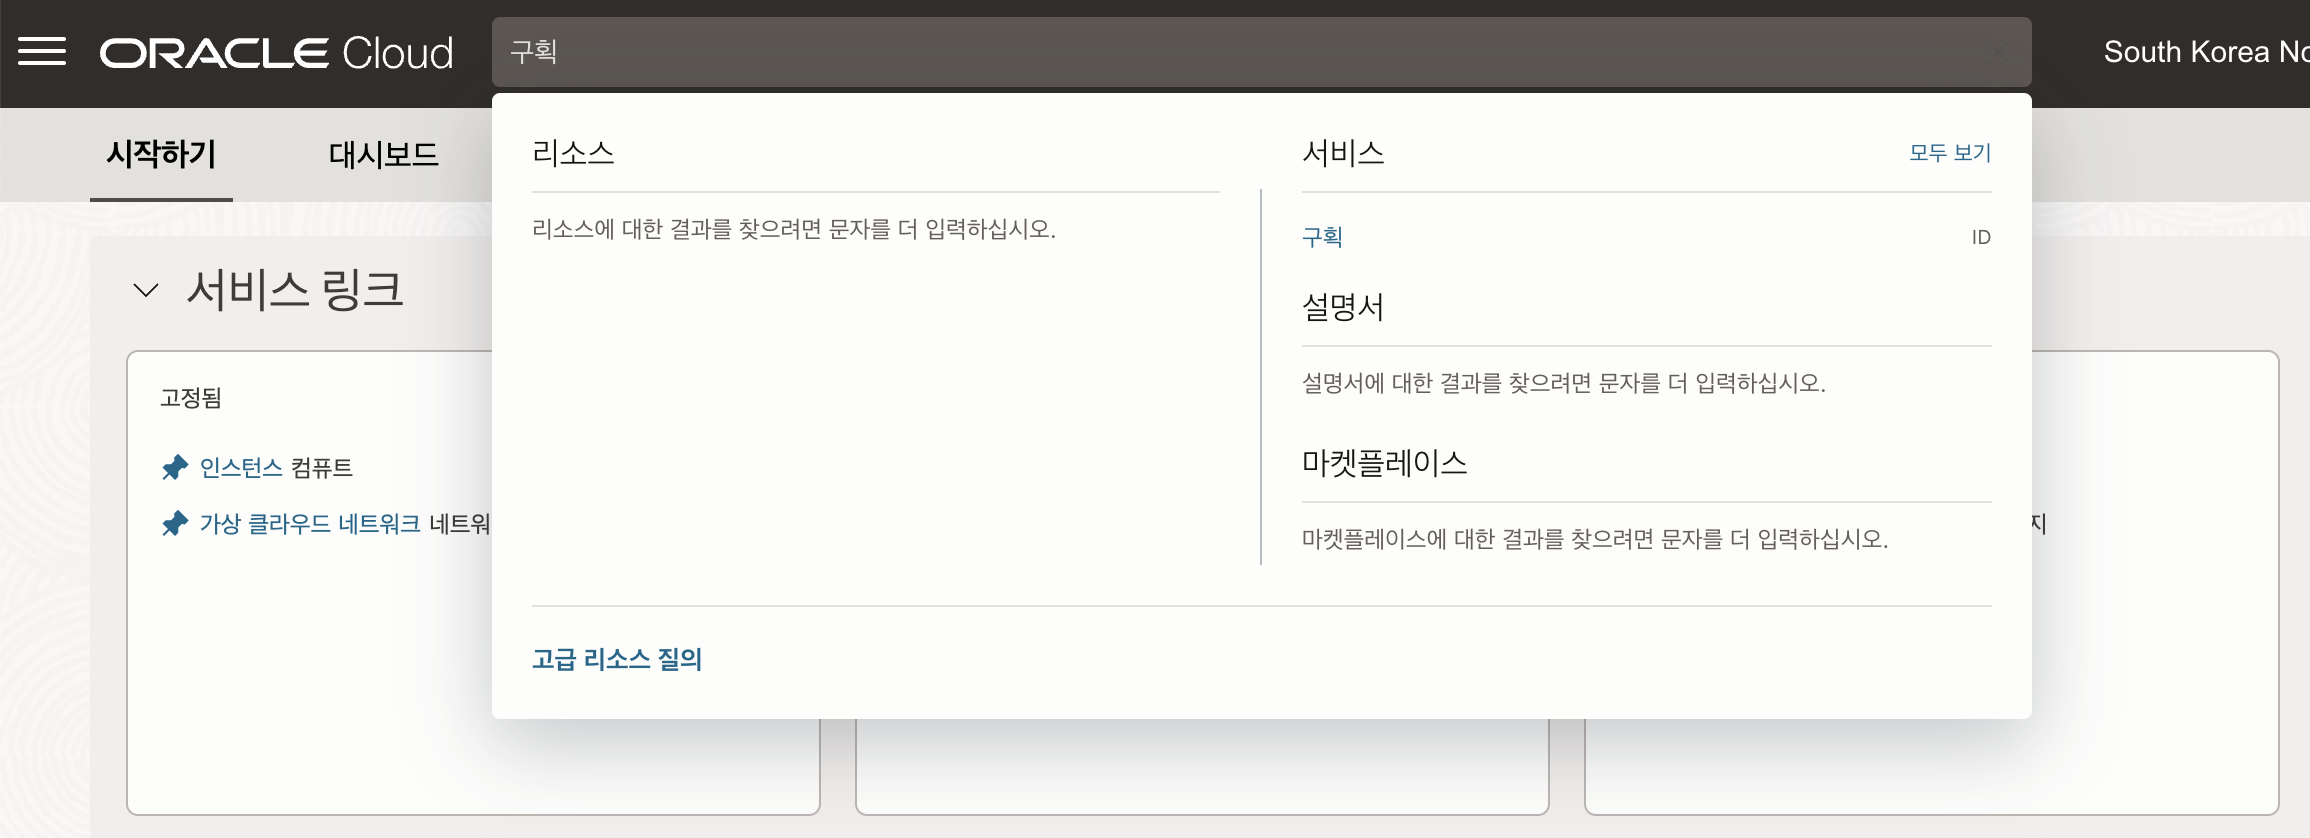 ORACLE Cloud
구획
South Korea No
시작하기
대시보드
리소스
리소스에 대한 결과를 찾으려면 문자를 더 입력하십시오.
서비스
모두 보기
구획
ID
설명서
설명서에 대한 결과를 찾으려면 문자를 더 입력하십시오.
마켓플레이스
마켓플레이스에 대한 결과를 찾으려면 문자를 더 입력하십시오.
고급 리소스 질의
서비스 링크
고정됨
인스턴스 컴퓨트
가상 클라우드 네트워크 네트워
지